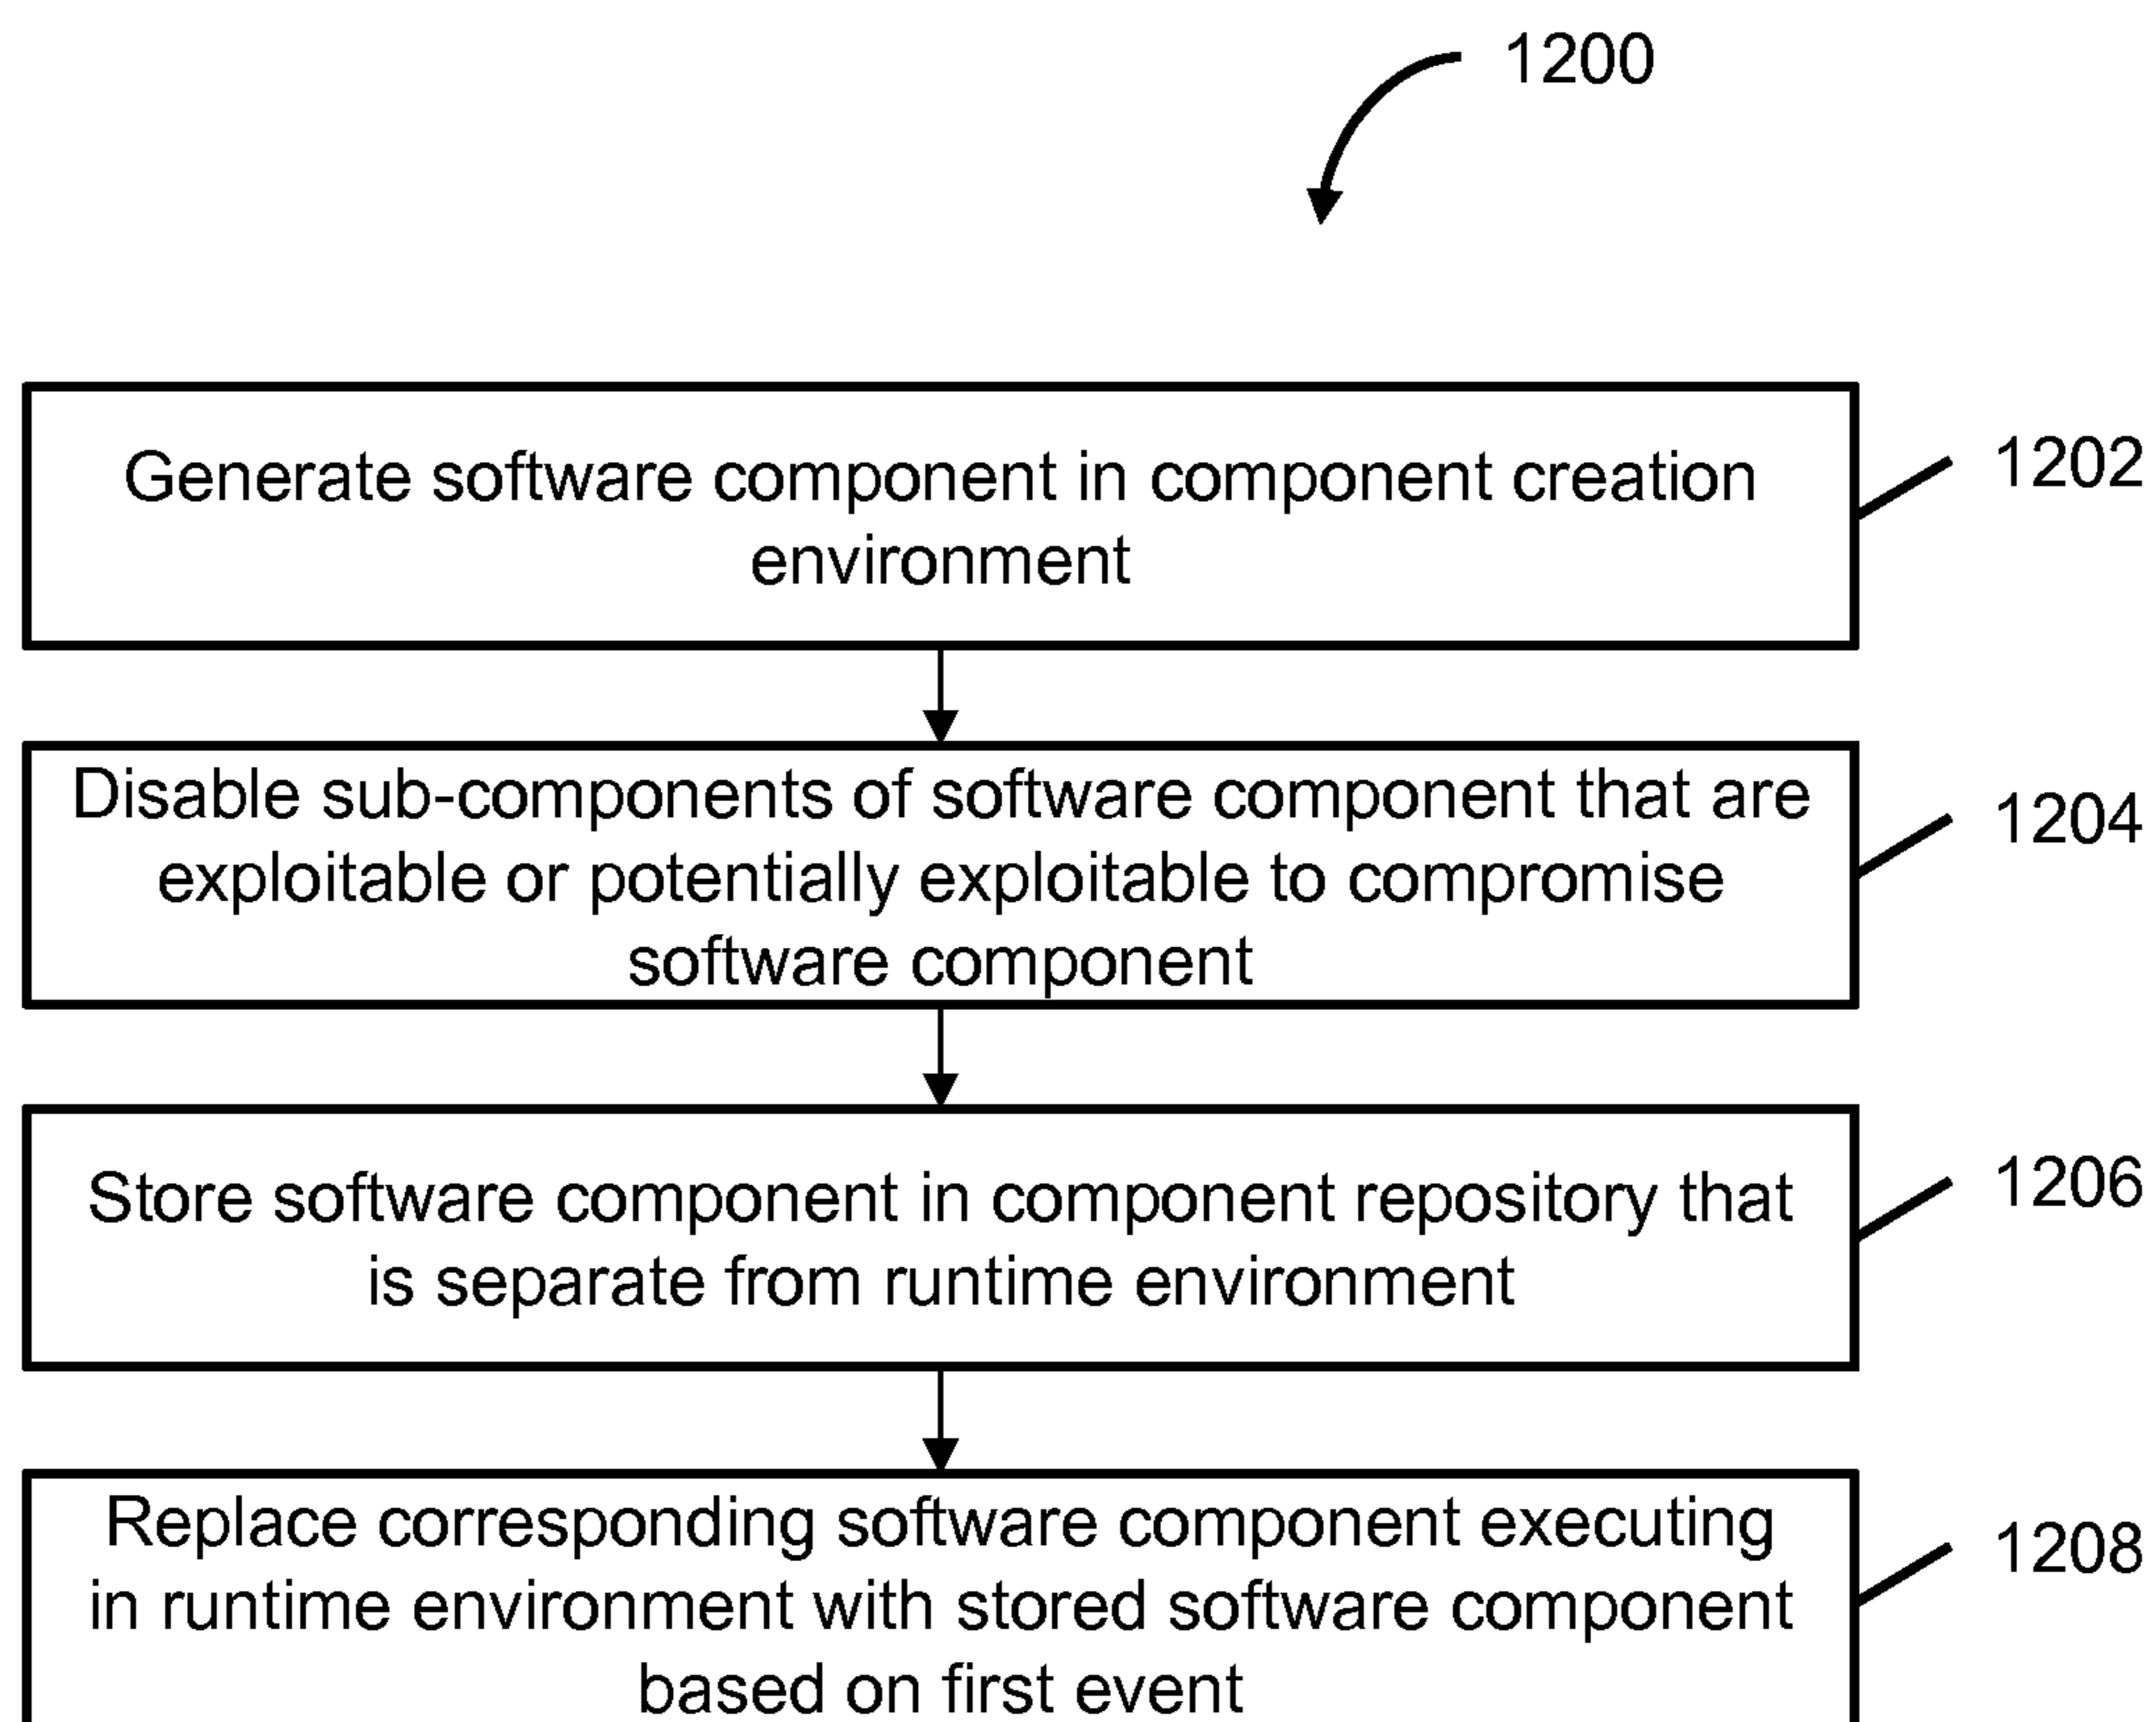 1200
Generate software component in component creation
environment
1202
Disable sub-components of software component that are
exploitable or potentially exploitable to compromise
software component
1204
Store software component in component repository that
is separate from runtime environment
1206
Replace corresponding software component executing
in runtime environment with stored software component
based on first event
1208